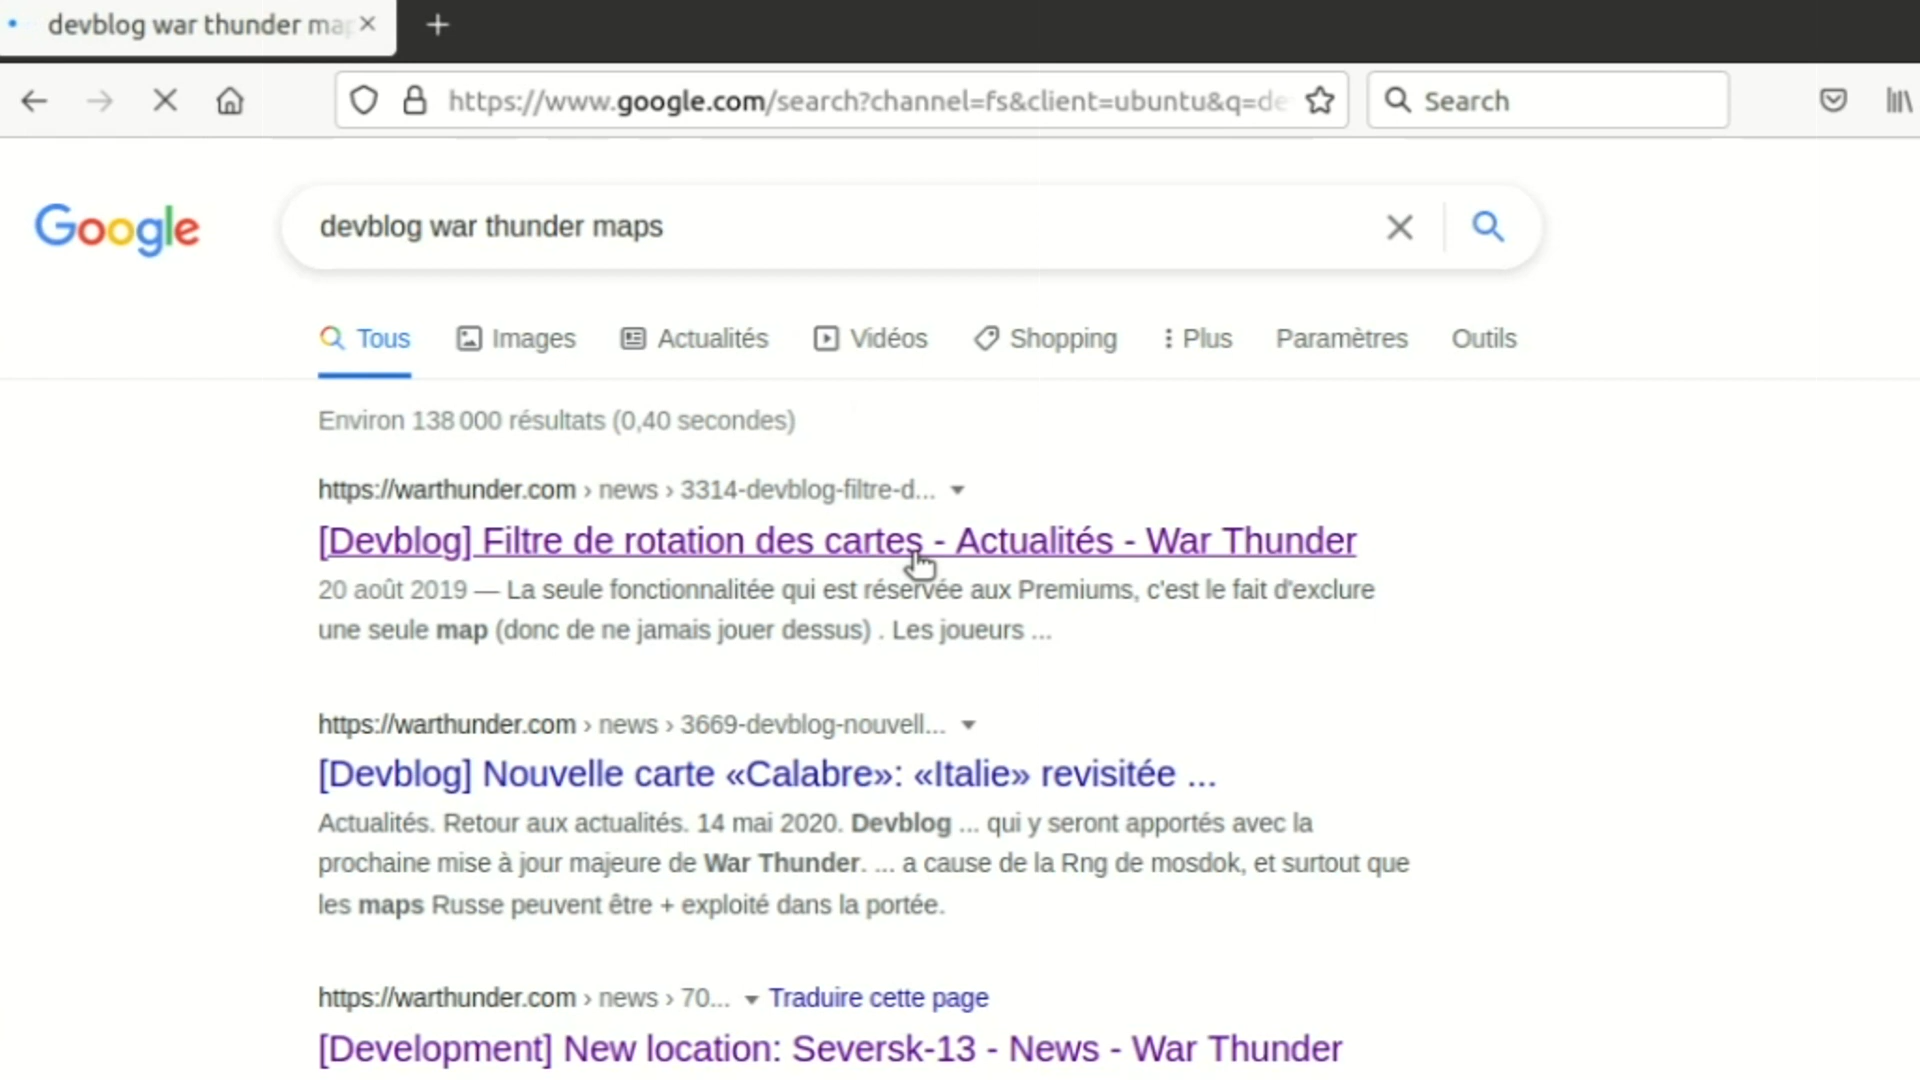 devblog war thunder ma
https://www.google.com/search?channel=fs&client=ubuntu&q=de
Search
Google
devblog war thunder maps
Tous
Images
Actualités
Vidéos
Shopping
Plus
Paramètres
Outils
Environ 138 000 résultats (0,40 secondes)
https://warthunder.com › news › 3314-devblog-filtre-d...
[Devblog] Filtre de rotation des cartes - Actualités - War Thunder
20 août 2019 — La seule fonctionnalitée qui est réservée aux Premiums, c'est le fait d'exclure
une seule map (donc de ne jamais jouer dessus) . Les joueurs ...
https://warthunder.com › news › 3669-devblog-nouvell...
[Devblog] Nouvelle carte «Calabre»: «Italie» revisitée ...
Actualités. Retour aux actualités. 14 mai 2020. Devblog ... qui y seront apportés avec la
prochaine mise à jour majeure de War Thunder. ... a cause de la Rng de mosdok, et surtout que
les maps Russe peuvent être + exploité dans la portée.
https://warthunder.com › news › 70... Traduire cette page
[Development] New location: Seversk-13 - News - War Thunder